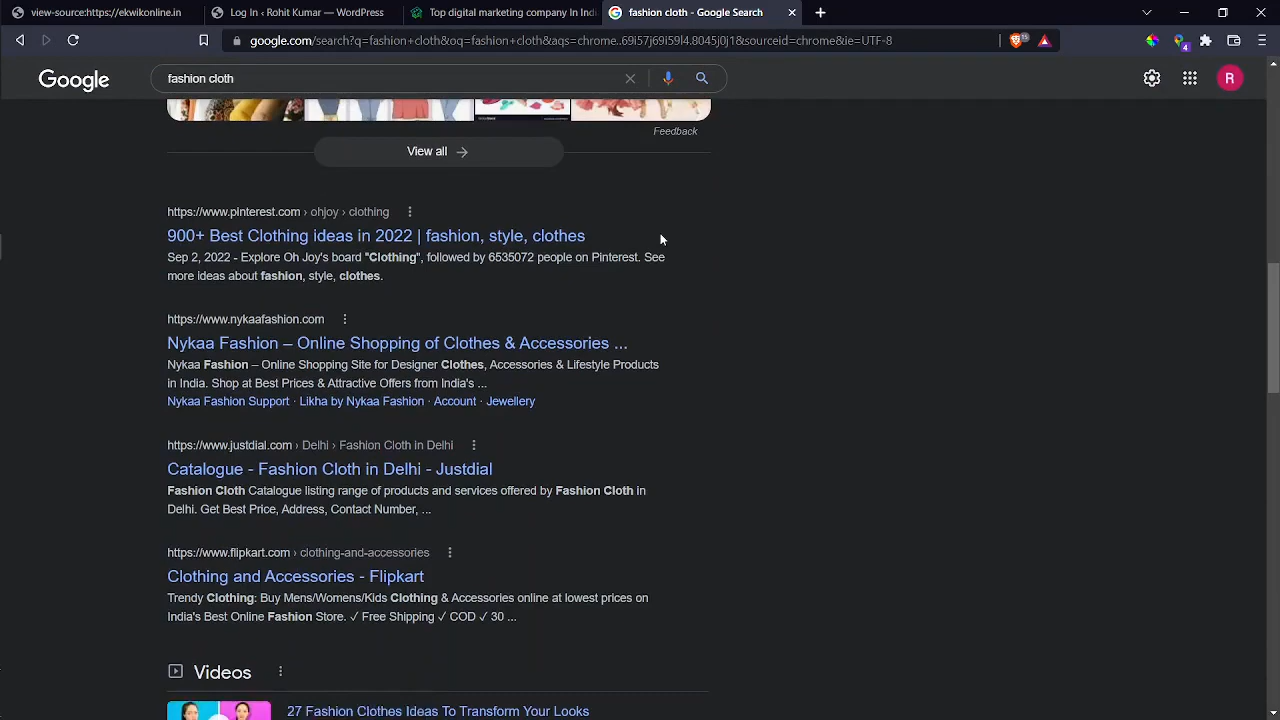 view-source:https://ekwikonline.in
Log In ‹ Rohit Kumar — WordPress
Top digital marketing company In Indi
fashion cloth - Google Search
google.com/search?q=fashion+cloth&oq=fashion+cloth&aqs=chrome..69i57j69i59l4.8045j0j1&sourceid=chrome&ie=UTF-8
15
4
Google
fashion cloth
R
Feedback
View all
https://www.pinterest.com › ohjoy › clothing
900+ Best Clothing ideas in 2022 | fashion, style, clothes
Sep 2, 2022 - Explore Oh Joy's board "Clothing", followed by 6535072 people on Pinterest. See
more ideas about fashion, style, clothes.
https://www.nykaafashion.com
Nykaa Fashion – Online Shopping of Clothes & Accessories ...
Nykaa Fashion – Online Shopping Site for Designer Clothes, Accessories & Lifestyle Products
in India. Shop at Best Prices & Attractive Offers from India's ...
Nykaa Fashion Support · Likha by Nykaa Fashion · Account · Jewellery
https://www.justdial.com › Delhi › Fashion Cloth in Delhi
Catalogue - Fashion Cloth in Delhi - Justdial
Fashion Cloth Catalogue listing range of products and services offered by Fashion Cloth in
Delhi. Get Best Price, Address, Contact Number, ...
https://www.flipkart.com › clothing-and-accessories
Clothing and Accessories - Flipkart
Trendy Clothing: Buy Mens/Womens/Kids Clothing & Accessories online at lowest prices on
India's Best Online Fashion Store. ✓ Free Shipping ✓ COD ✓ 30 ...
Videos
27 Fashion Clothes Ideas To Transform Your Looks